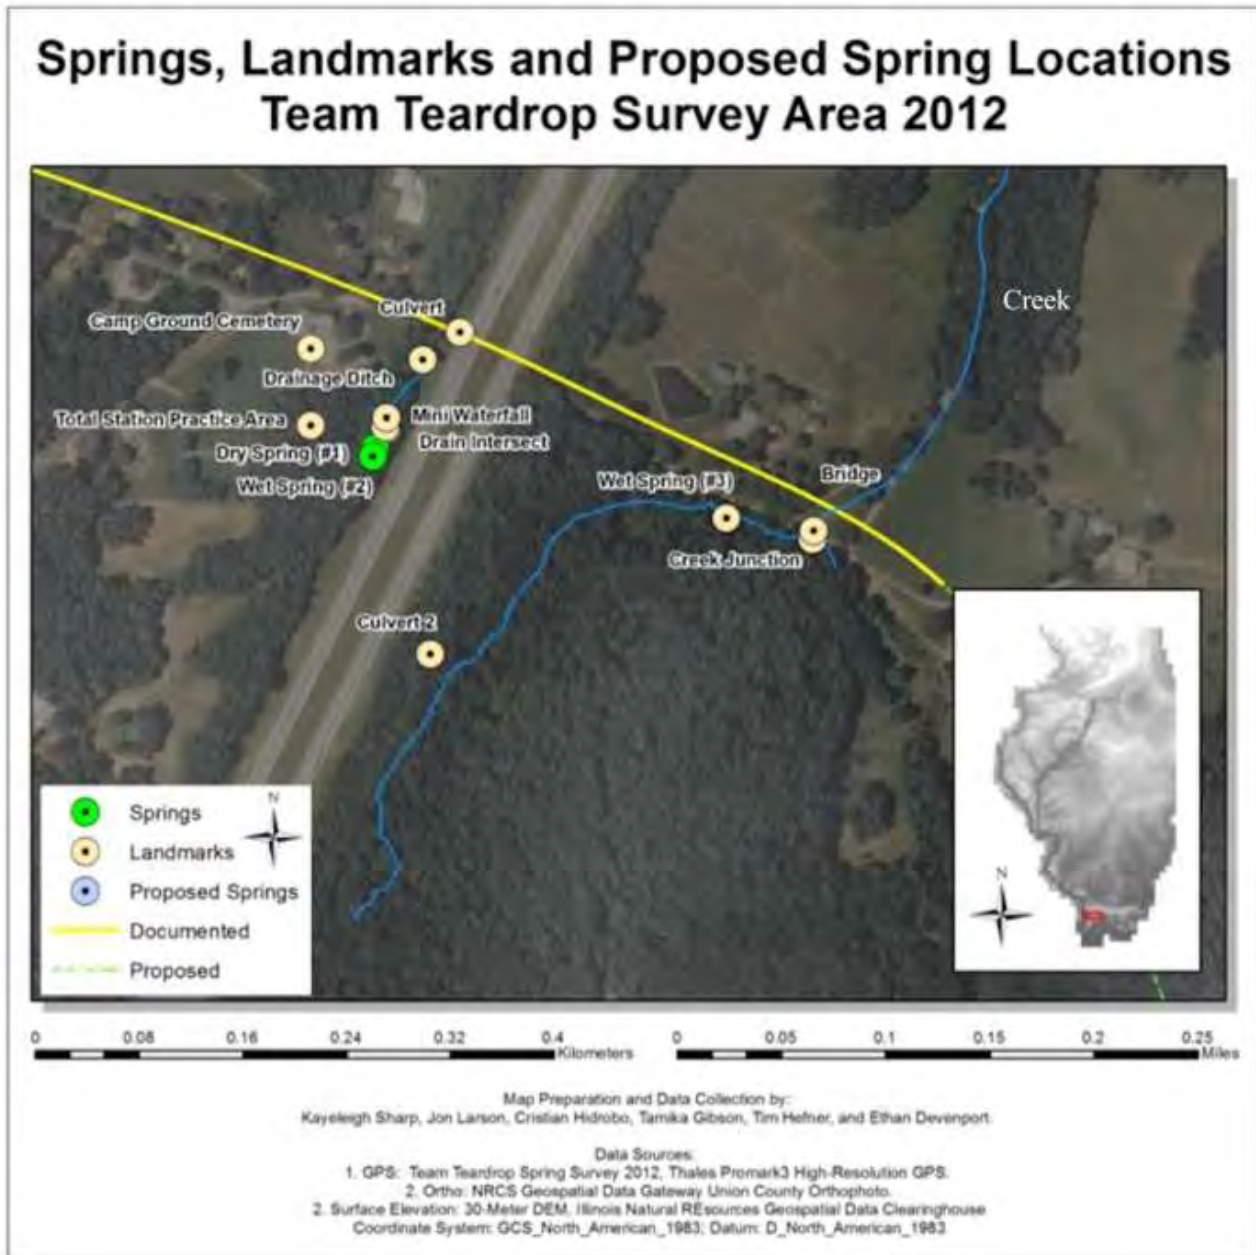 Springs, Landmarks and Proposed Spring Locations
Team Teardrop Survey Area 2012
Creek
Culvert
Camp Ground Cemetery
Drainage Ditch
Total Station Practice Area
Mini Waterfall
Drain Intersect
Dry Spring (#1)
Wet Spring (#2)
Wet Spring (#3)
Bridge
Creek Junction
Culvert 2
N
Springs
Landmarks
Proposed Springs
Documented
Proposed
N
0 0.08 0.16 0.24 0.32 0.4 Kilometers
0 0.05 0.1 0.15 0.2 0.25 Miles
Map Preparation and Data Collection by:
Kayeleigh Sharp, Jon Larson, Cristian Hidrobo, Tamika Gibson, Tim Hefner, and Ethan Devenport.
Data Sources:
1. GPS: Team Teardrop Spring Survey 2012, Thales Promark3 High-Resolution GPS.
2. Ortho: NRCS Geospatial Data Gateway Union County Orthophoto.
2. Surface Elevation: 30-Meter DEM, Illinois Natural REsources Geospatial Data Clearinghouse
Coordinate System: GCS_North_American_1983; Datum: D_North_American_1983